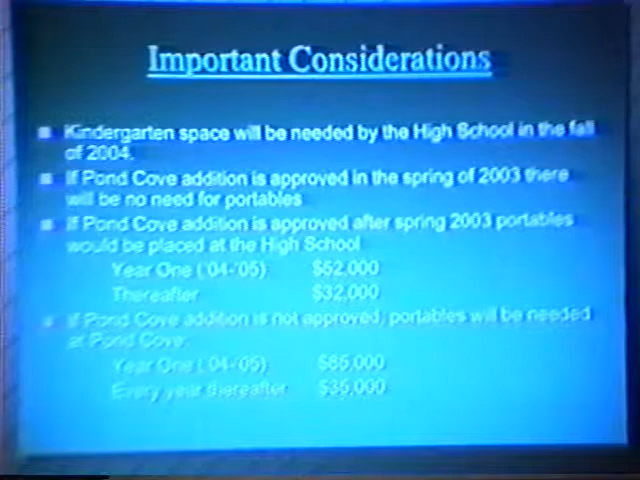 Important Considerations
Kindergarten space will be needed by the High School in the fall
of 2004.
If Pond Cove addition is approved in the spring of 2003 there
will be no need for portables
If Pond Cove addition is approved after spring 2003 portables
would be placed at the High School
Year One ('04-'05) $52,000
Thereafter $32,000
If Pond Cove addition is not approved, portables will be needed
at Pond Cove:
Year One ('04-'05) $85,000
Every year thereafter $35,000